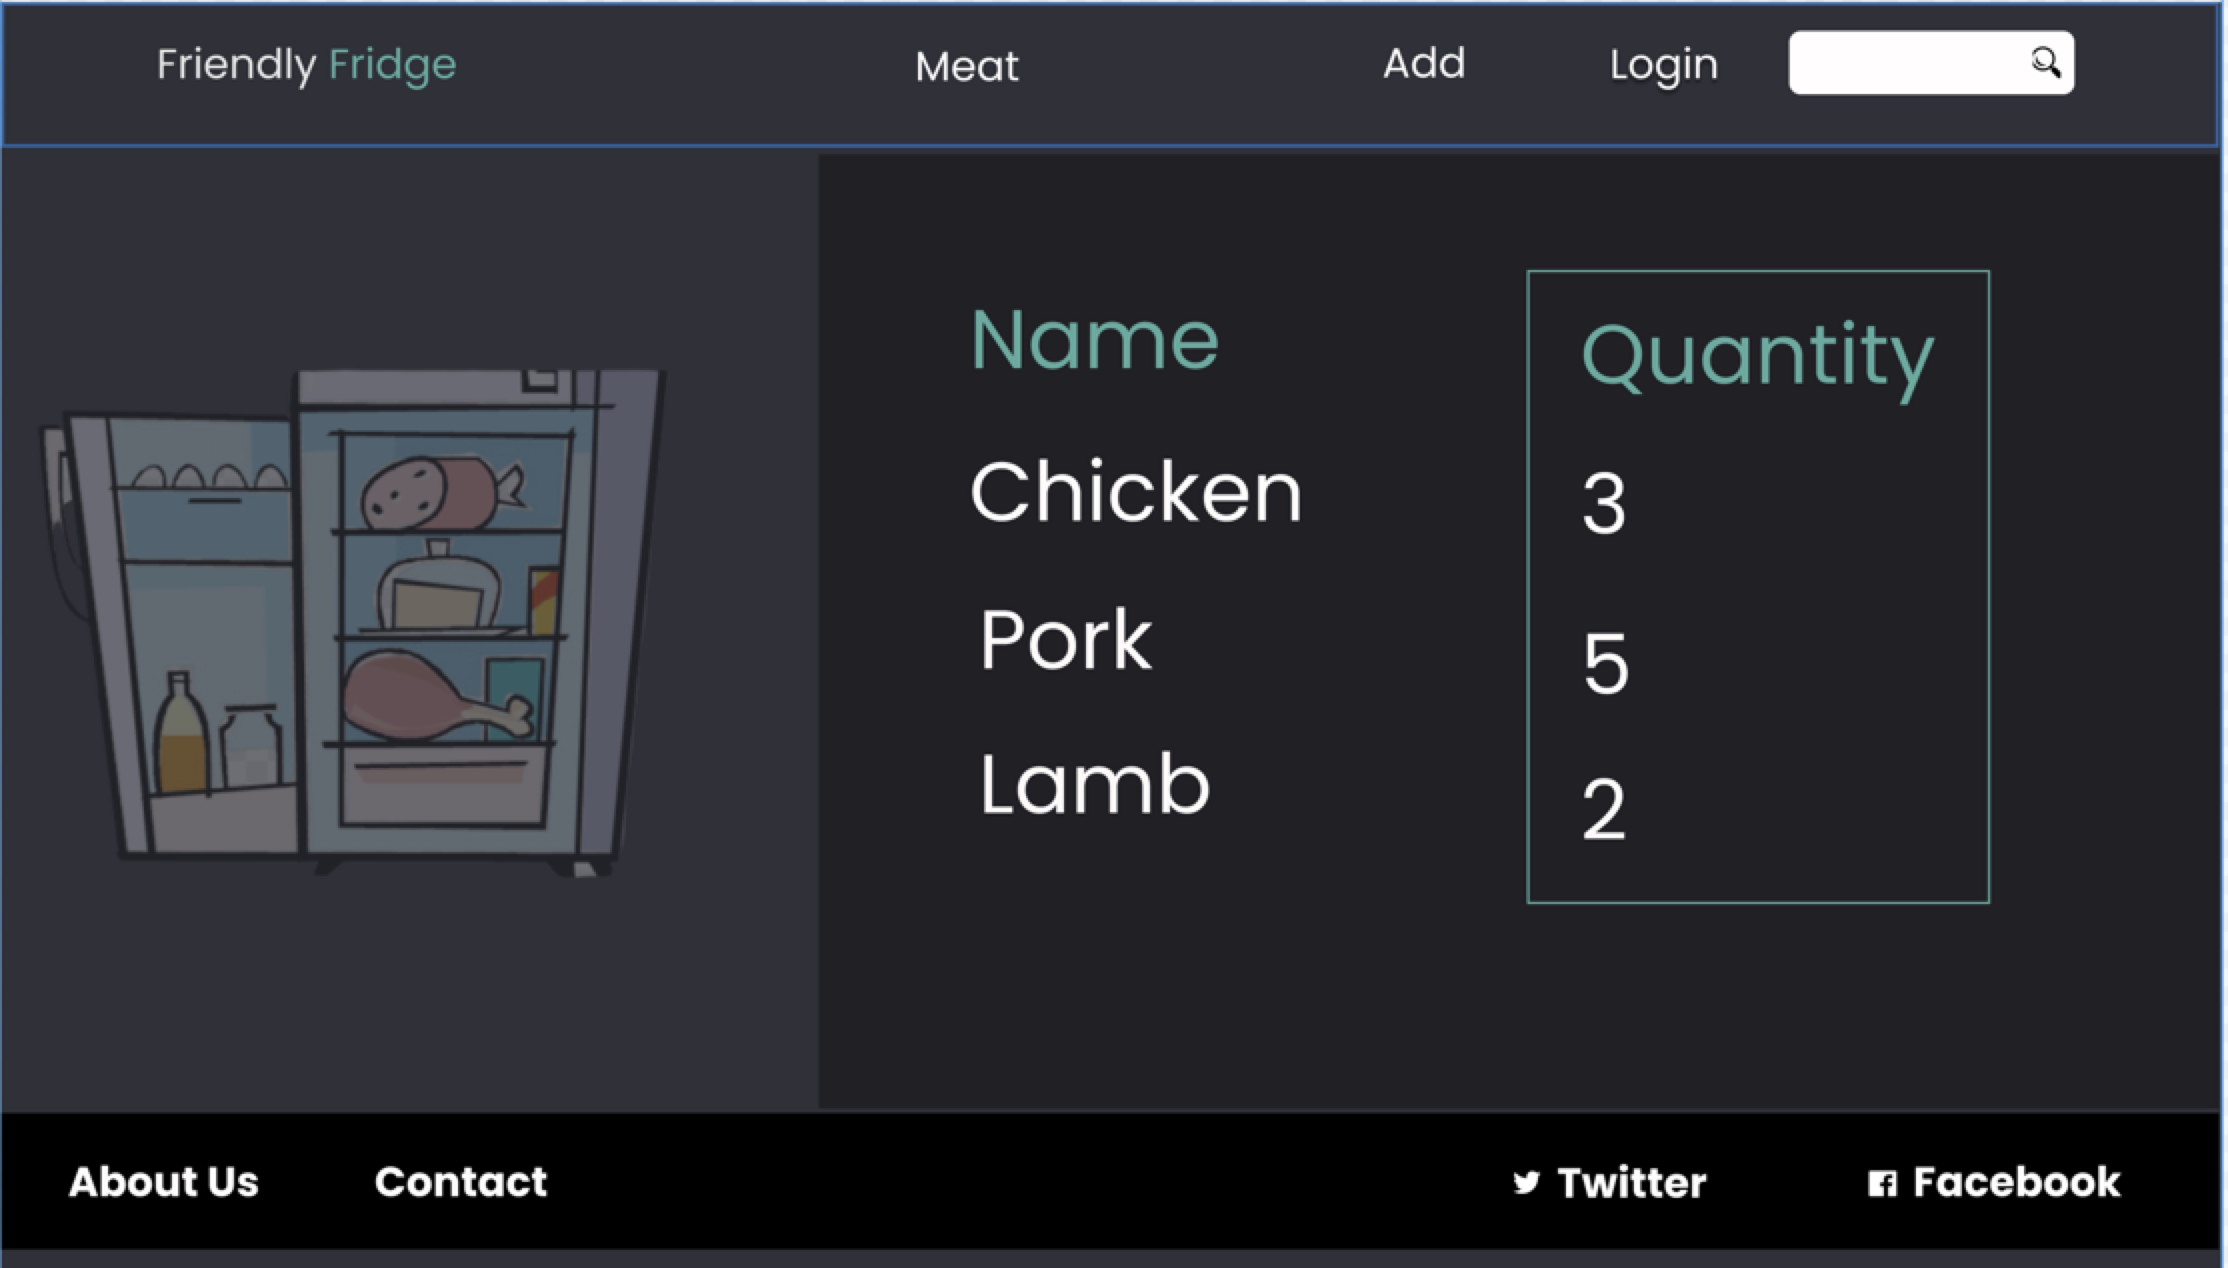 Friendly Fridge
Meat
Add
Login
Name
Quantity
Chicken
3
Pork
5
Lamb
2
About Us
Contact
Twitter
Facebook